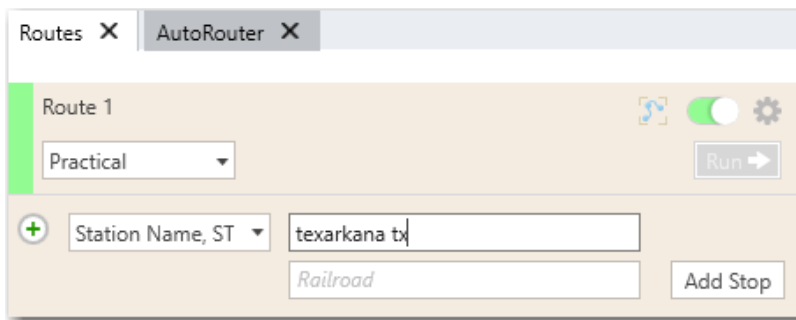 Routes X AutoRouter X
Route 1
Practical
Run
Station Name, ST texarkana tx
Railroad Add Stop